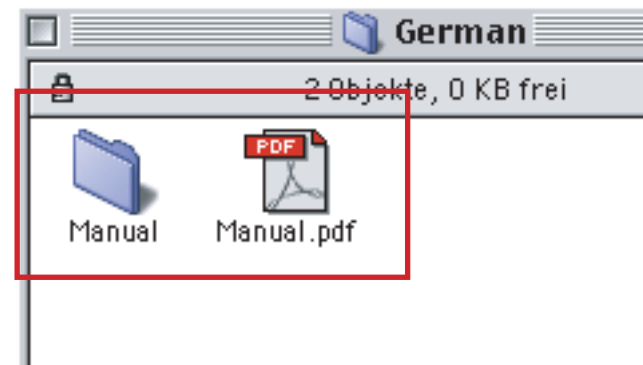 German
2 Objekte, 0 KB frei
PDF
Manual
Manual.pdf